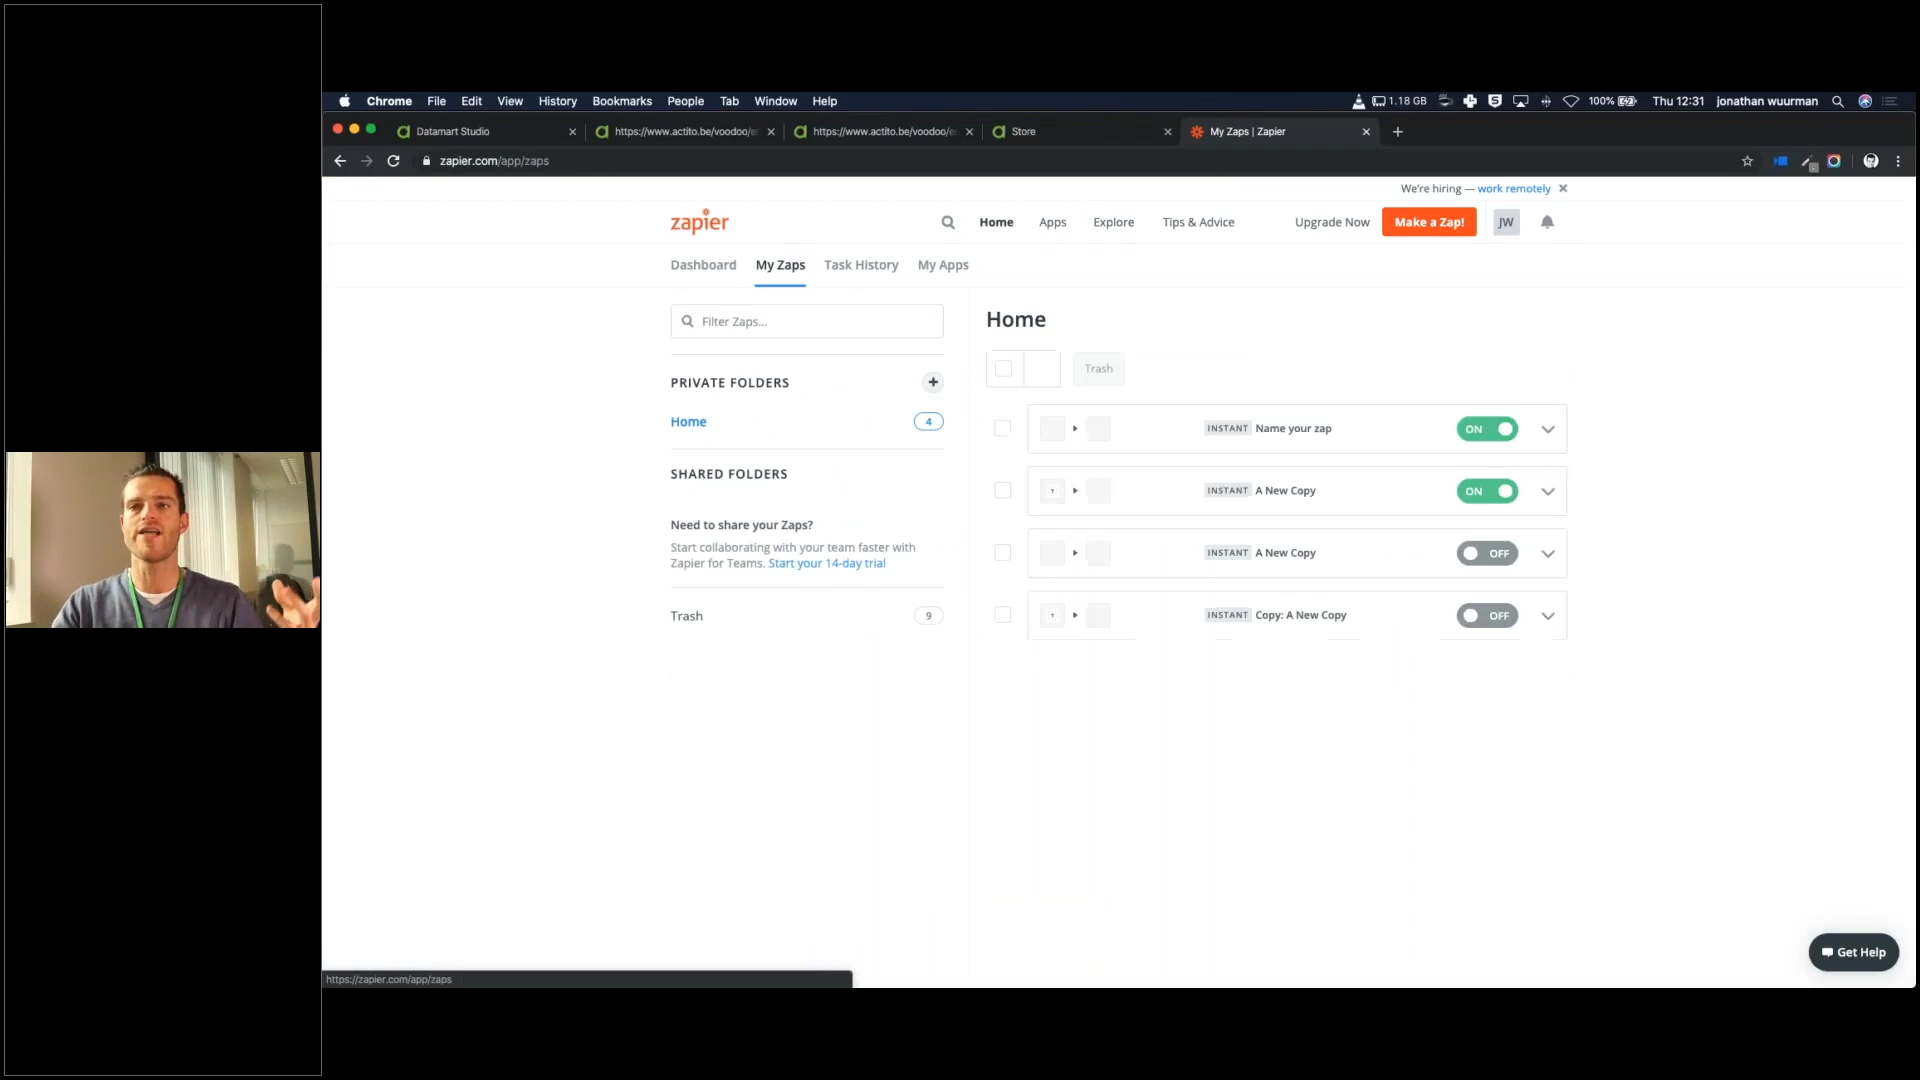 Chrome File Edit View History Bookmarks People Tab Window Help 1.18 GB 100% Thu 12:31 jonathan wuurman
Datamart Studio https://www.actito.be/voodoo/e https://www.actito.be/voodoo/e Store My Zaps | Zapier
zapier.com/app/zaps
We're hiring — work remotely
zapier Home Apps Explore Tips & Advice Upgrade Now Make a Zap! JW
Dashboard My Zaps Task History My Apps
Filter Zaps...
Home
Trash
PRIVATE FOLDERS
Home 4
SHARED FOLDERS
Need to share your Zaps?
Start collaborating with your team faster with
Zapier for Teams. Start your 14-day trial
Trash 9
INSTANT Name your zap ON
INSTANT A New Copy ON
INSTANT A New Copy OFF
INSTANT Copy: A New Copy OFF
Get Help
https://zapier.com/app/zaps